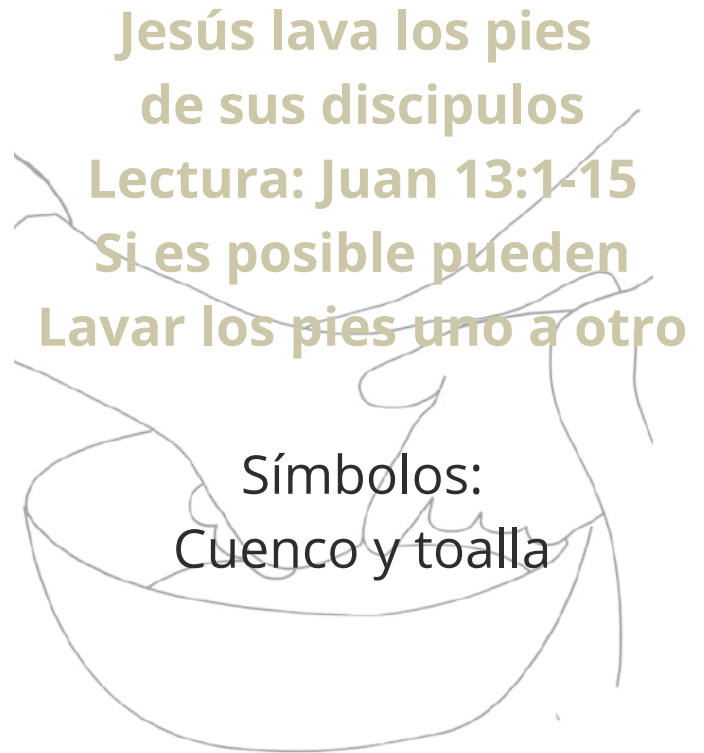 Jesús lava los pies
de sus discipulos
Lectura: Juan 13:1-15
Si es posible pueden
Lavar los pies uno a otro
Símbolos:
Cuenco y toalla